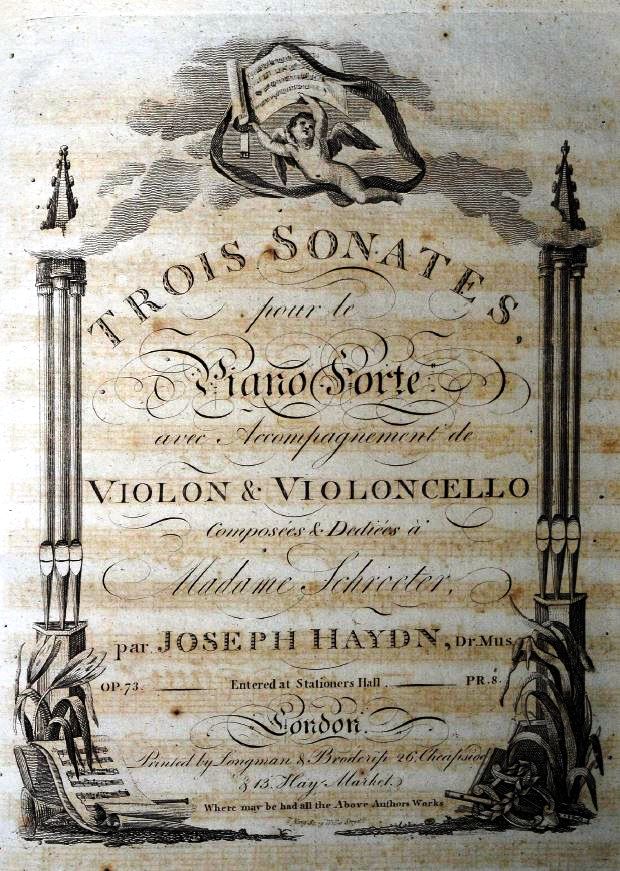 TROIS SONATES,
pour le
Piano Forte
avec Accompagnement de
VIOLON & VIOLONCELLO
Composées & Dediées à
Madame Schroeter,
par JOSEPH HAYDN, Dr. Mus.
OP. 73. Entered at Stationers Hall. PR. 8.
London.
Printed by Longman & Broderip 26, Cheapside
& 13, Hay-Market.
Where may be had all the Above Authors Works